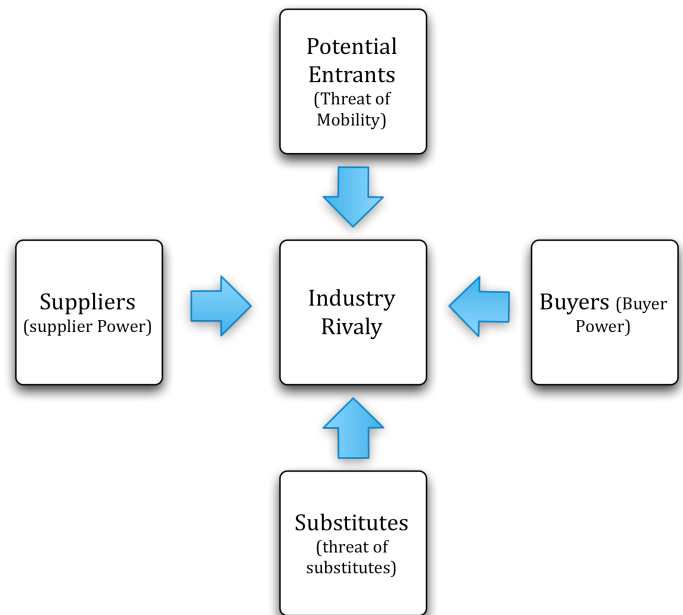 Potential
Entrants
(Threat of
Mobility)
Suppliers
(supplier Power)
Industry
Rivaly
Buyers (Buyer
Power)
Substitutes
(threat of
substitutes)